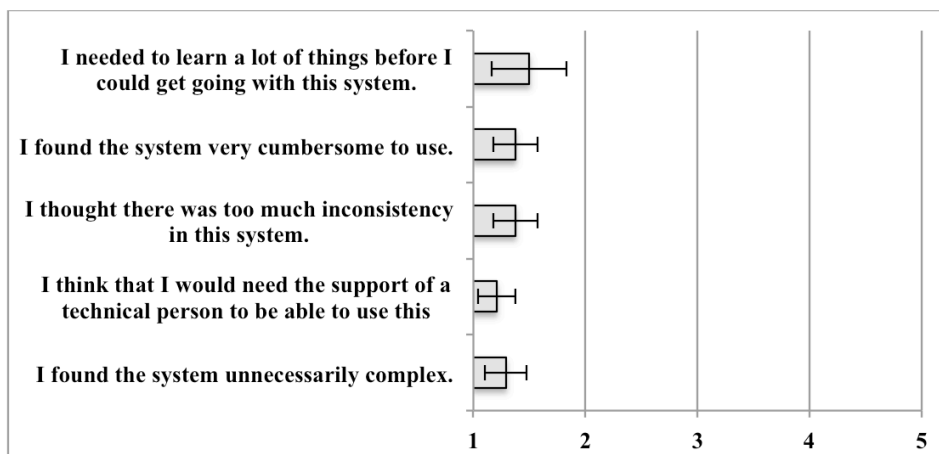 I needed to learn a lot of things before I
could get going with this system.
I found the system very cumbersome to use.
I thought there was too much inconsistency
in this system.
I think that I would need the support of a
technical person to be able to use this
I found the system unnecessarily complex.
1 2 3 4 5